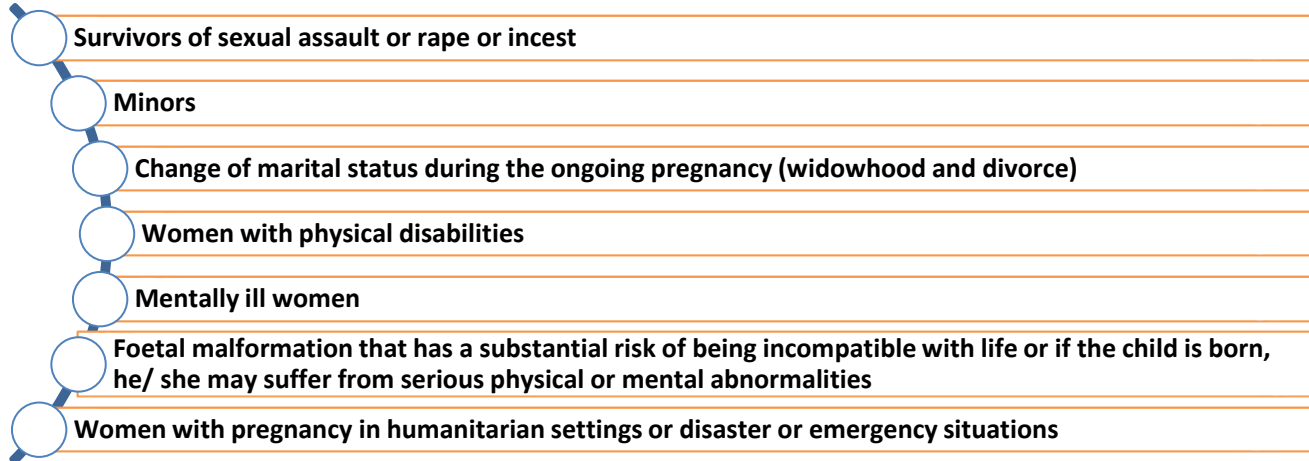 Survivors of sexual assault or rape or incest
Minors
Change of marital status during the ongoing pregnancy (widowhood and divorce)
Women with physical disabilities
Mentally ill women
Foetal malformation that has a substantial risk of being incompatible with life or if the child is born,
he/ she may suffer from serious physical or mental abnormalities
Women with pregnancy in humanitarian settings or disaster or emergency situations